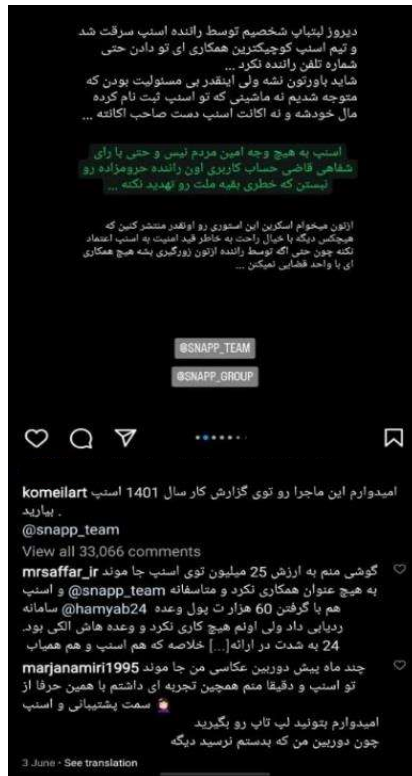 دیروز لبتباپ شخصیم توسط راننده اسنپ سرقت شد
و تیم اسنپ کوچیکترین همکاری ای تو دادن حتی
شماره تلفن راننده نکرد ...
شاید باورتون نشه ولی اینقدر بی مسئولیت بودن که
متوجه شدیم نه ماشینی که تو اسنپ ثبت نام کرده
مال خودشه و نه اکانت اسنپ دست صاحب اکانته ...
اسنپ به هیچ وجه امین مردم نیس و حتی با رای
شفاهی قاضی حساب کاربری اون راننده حرومزاده رو
نبستن که خطری بقیه ملت رو تهدید نکنه ...
ازتون میخوام اسکرین این استوری رو اونقدر منتشر کنین که
هیچکس دیگه با خیال راحت به خاطر قید امنیت به اسنپ اعتماد
نکنه چون حتی اگه توسط راننده ازتون زورگیری بشه هیچ همکاری
ای با واحد قضایی نمیکنن ...
@SNAPP_TEAM
@SNAPP_GROUP
komeilart امیدوارم این ماجرا رو توی گزارش کار سال 1401 اسنپ
بیارید .
@snapp_team
View all 33,066 comments
mrsaffar_ir گوشی منم به ارزش 25 میلیون توی اسنپ جا موند
و اسنپ @snapp_team به هیچ عنوان همکاری نکرد و متاسفانه
سامانه @hamyab24 هم با گرفتن 60 هزار ت پول وعده
ردیابی داد ولی اونم هیچ کاری نکرد و وعده هاش الکی بود.
24 به شدت در ارائه[...] خلاصه که هم اسنپ و هم همیاب
marjanamiri1995 چند ماه پیش دوربین عکاسی من جا موند
تو اسنپ و دقیقا منم همچین تجربه ای داشتم با همین حرفا از
سمت پشتیبانی و اسنپ 🤦🏻‍♀️
امیدوارم بتونید لپ تاپ رو بگیرید
چون دوربین من که بدستم نرسید دیگه
3 June · See translation